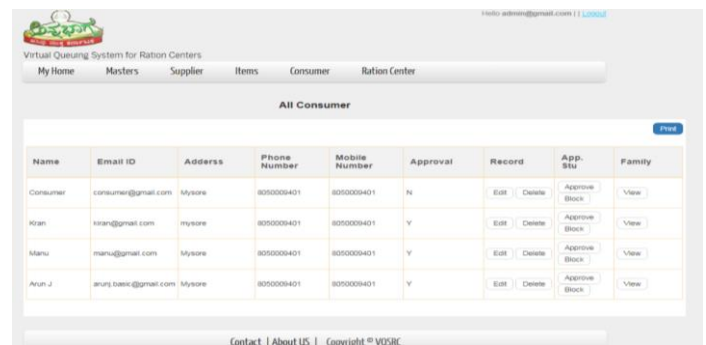 Hello admin@gmail.com | | Logout
Virtual Queuing System for Ration Centers
My Home Masters Supplier Items Consumer Ration Center
All Consumer
Print
Name Email ID Adderss Phone Number Mobile Number Approval Record App. Stu Family
Consumer consumer@gmail.com Mysore 8050009401 8050009401 N Edit Delete Approve Block View
Kiran kiran@gmail.com mysore 8050009401 8050009401 Y Edit Delete Approve Block View
Manu manu@gmail.com Mysore 8050009401 8050009401 Y Edit Delete Approve Block View
Arun J arunj.basic@gmail.com Mysore 8050009401 8050009401 Y Edit Delete Approve Block View
Contact | About US | Copyright © VOSRC